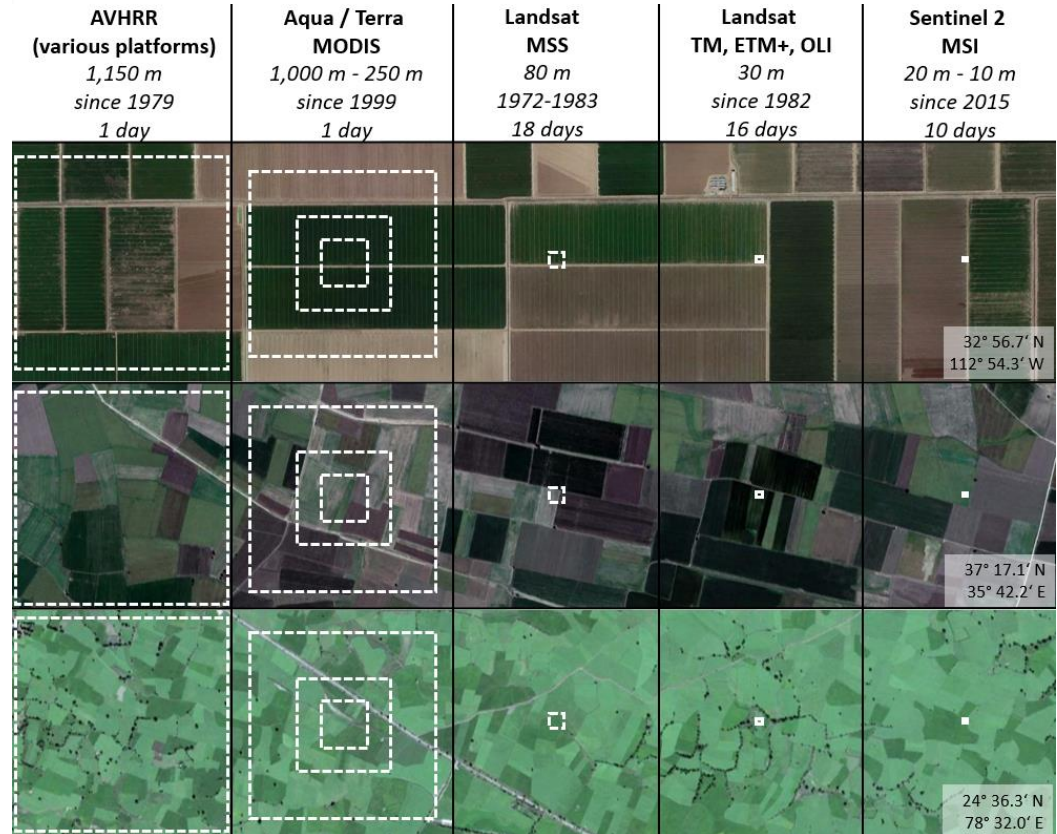 AVHRR
(various platforms)
1,150 m
since 1979
1 day
Aqua / Terra
MODIS
1,000 m - 250 m
since 1999
1 day
Landsat
MSS
80 m
1972-1983
18 days
Landsat
TM, ETM+, OLI
30 m
since 1982
16 days
Sentinel 2
MSI
20 m - 10 m
since 2015
10 days
32° 56.7‘ N
112° 54.3‘ W
37° 17.1‘ N
35° 42.2‘ E
24° 36.3‘ N
78° 32.0‘ E